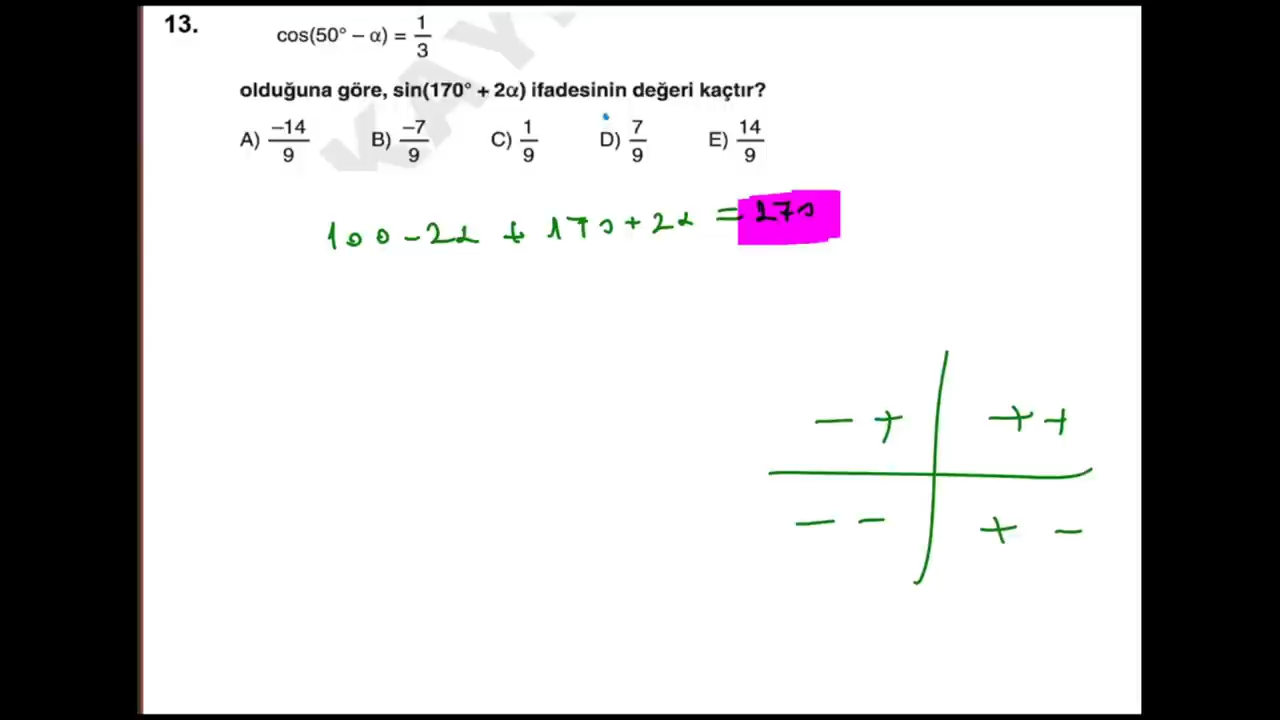 13.
cos(50° – α) = 1/3
olduğuna göre, sin(170° + 2α) ifadesinin değeri kaçtır?
A) –14/9 B) –7/9 C) 1/9 D) 7/9 E) 14/9
100 – 2α + 170 + 2α = 270
– + + +
– – + –
KAY